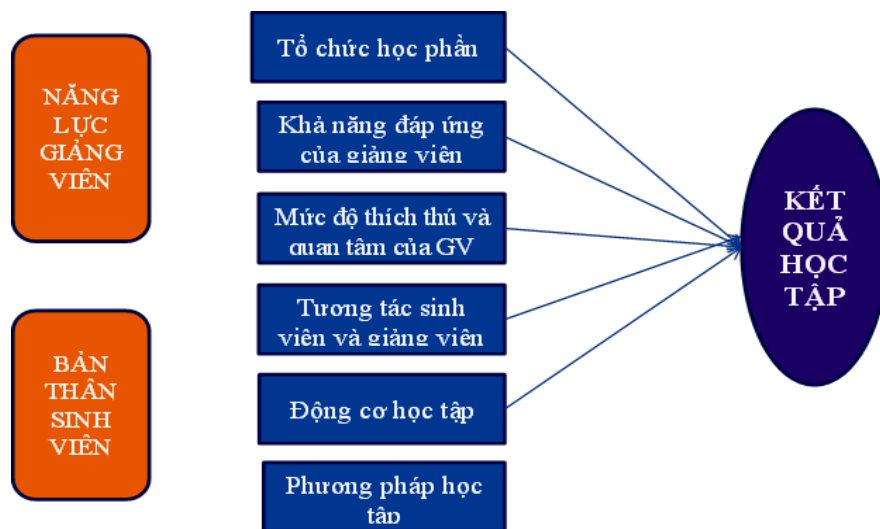 NĂNG
LỰC
GIẢNG
VIÊN
BẢN
THÂN
SINH
VIÊN
Tổ chức học phần
Khả năng đáp ứng
của giảng viên
Mức độ thích thú và
quan tâm của GV
Tương tác sinh
viên và giảng viên
Động cơ học tập
Phương pháp học
tập
KẾT
QUẢ
HỌC
TẬP